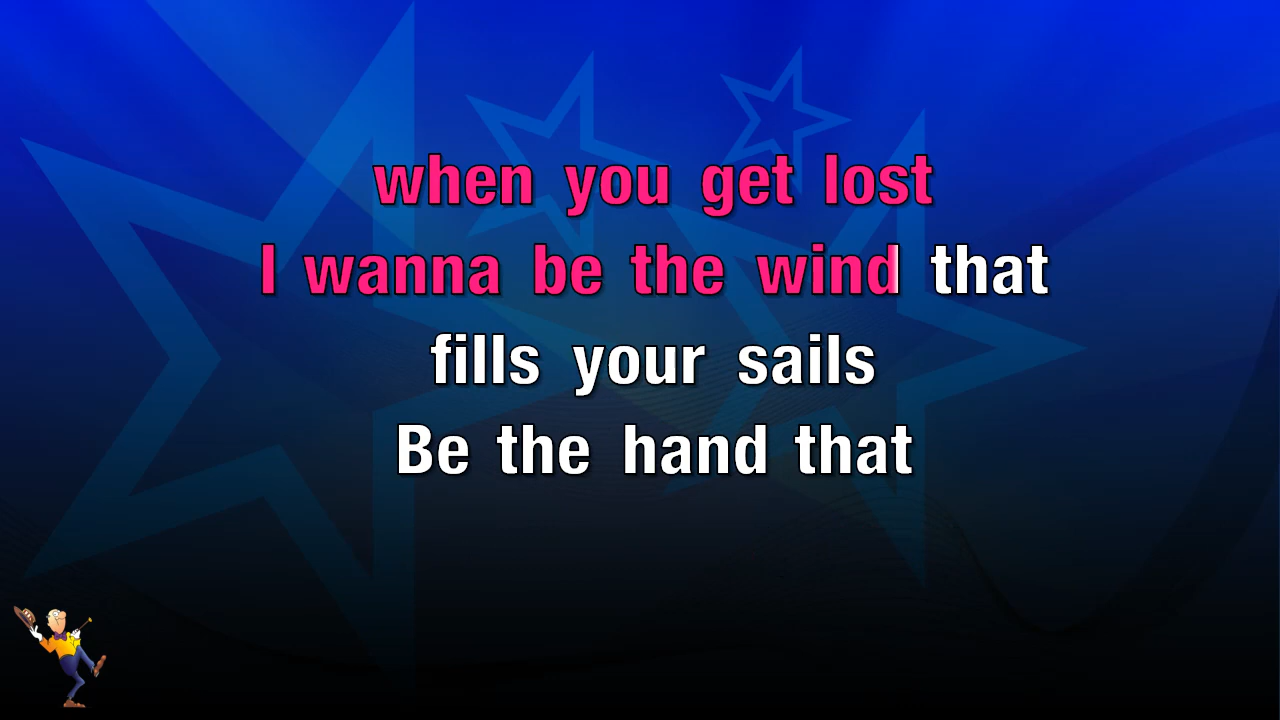 when you get lost
I wanna be the wind that
fills your sails
Be the hand that